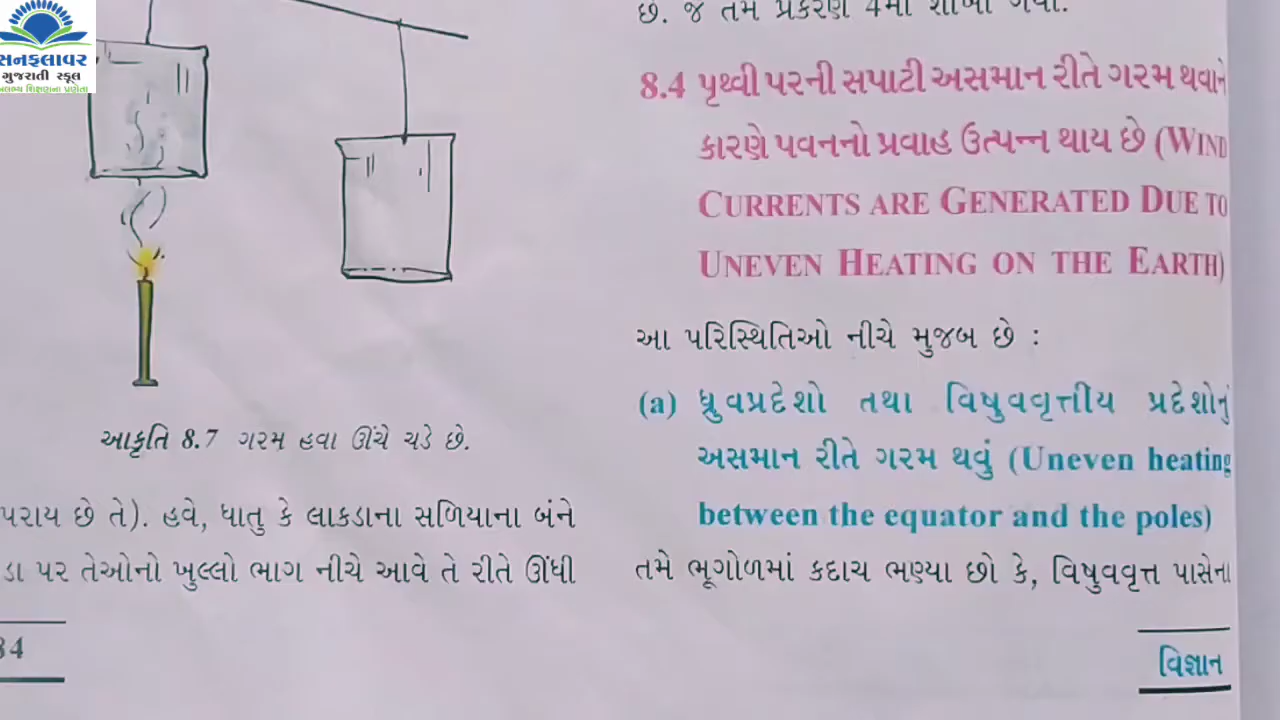 સનફલાવર
ગુજરાતી સ્કૂલ
આકૃતિ 8.7 ગરમ હવા ઊંચે ચડે છે.
પરાય છે તે). હવે, ધાતુ કે લાકડાના સળિયાના બંને
ડા પર તેઓનો ખુલ્લો ભાગ નીચે આવે તે રીતે ઊંધી
84
છે. જે તમે પ્રકરણ 4માં શીખી ગયા.
8.4 પૃથ્વી પરની સપાટી અસમાન રીતે ગરમ થવાને
કારણે પવનનો પ્રવાહ ઉત્પન્ન થાય છે (WIND
CURRENTS ARE GENERATED DUE TO
UNEVEN HEATING ON THE EARTH)
આ પરિસ્થિતિઓ નીચે મુજબ છે :
(a) ધ્રુવપ્રદેશો તથા વિષુવવૃત્તીય પ્રદેશોનું
અસમાન રીતે ગરમ થવું (Uneven heating
between the equator and the poles)
તમે ભૂગોળમાં કદાચ ભણ્યા છો કે, વિષુવવૃત્ત પાસેના
વિજ્ઞાન